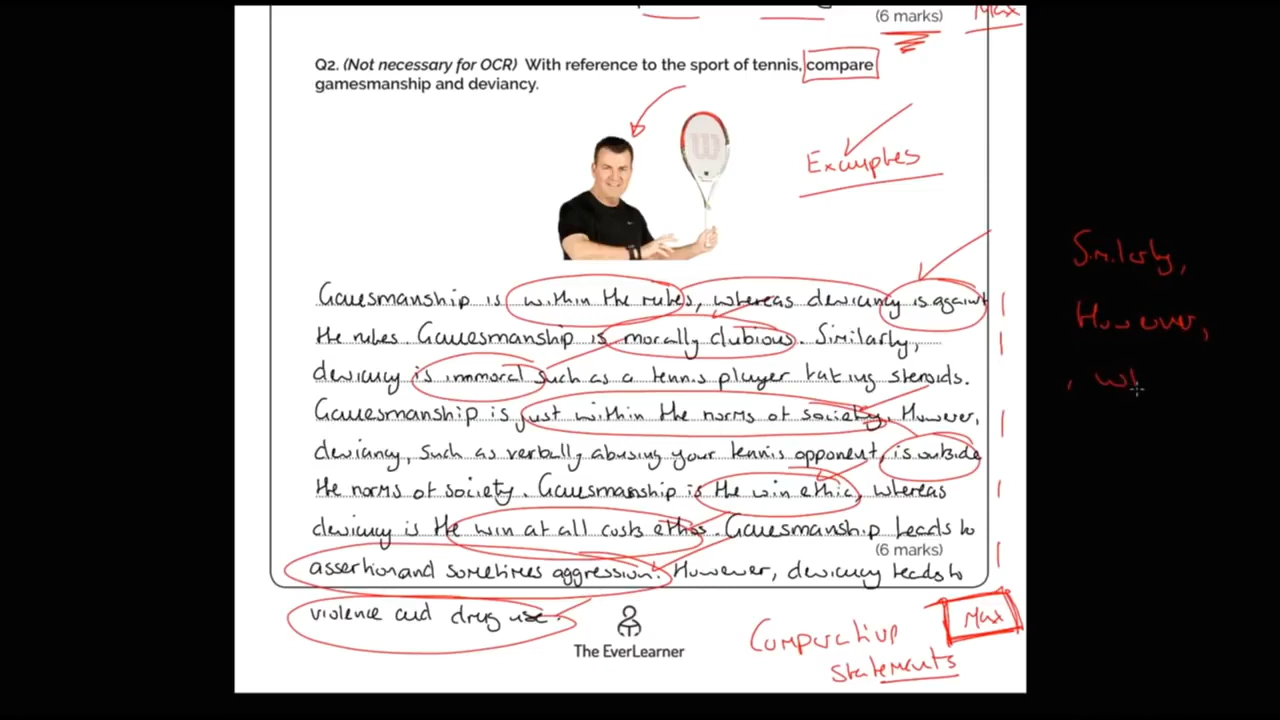 (6 marks)
Max
Q2. (Not necessary for OCR) With reference to the sport of tennis, compare
gamesmanship and deviancy.
Examples
W
Gamesmanship is within the rules, whereas deviancy is against
the rules. Gamesmanship is morally dubious. Similarly,
deviancy is immoral such as a tennis player taking steroids.
Gamesmanship is just within the norms of society. However,
deviancy, such as verbally abusing your tennis opponent, is outside
the norms of society. Gamesmanship is the win ethic, whereas
deviancy is the win at all costs ethos. Gamesmanship leads to
(6 marks)
assertion and sometimes aggression. However, deviancy leads to
violence and drug use.
The EverLearner
Comparative
statements
Max
Similarly,
However,
, wh